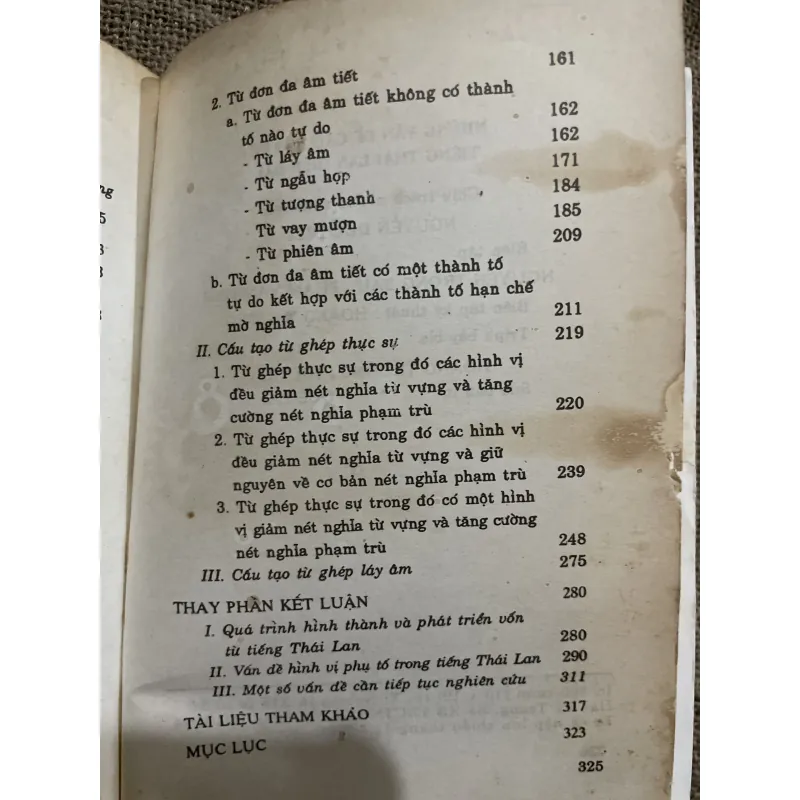 2. Từ đơn đa âm tiết 161
a. Từ đơn đa âm tiết không có thành
tố nào tự do 162
- Từ láy âm 162
- Từ ngẫu hợp 171
- Từ tượng thanh 184
Từ vay mượn 185
- Từ phiên âm 209
b. Từ đơn đa âm tiết có một thành tố
tự do kết hợp với các thành tố hạn chế
mờ nghĩa 211
II. Cấu tạo từ ghép thực sự 219
1. Từ ghép thực sự trong đó các hình vị
đều giảm nét nghĩa từ vựng và tăng
cường nét nghĩa phạm trù 220
2. Từ ghép thực sự trong đó các hình vị
đều giảm nét nghĩa từ vựng và giữ
nguyên về cơ bản nét nghĩa phạm trù 239
3. Từ ghép thực sự trong đó có một hình
vị giảm nét nghĩa từ vựng và tăng cường
nét nghĩa phạm trù 248
III. Cấu tạo từ ghép láy âm 275
THAY PHẦN KẾT LUẬN 280
I. Quá trình hình thành và phát triển vốn
từ tiếng Thái Lan 280
II. Vấn đề hình vị phụ tố trong tiếng Thái Lan 290
III. Một số vấn đề cần tiếp tục nghiên cứu 311
TÀI LIỆU THAM KHẢO 317
MỤC LỤC 323
325